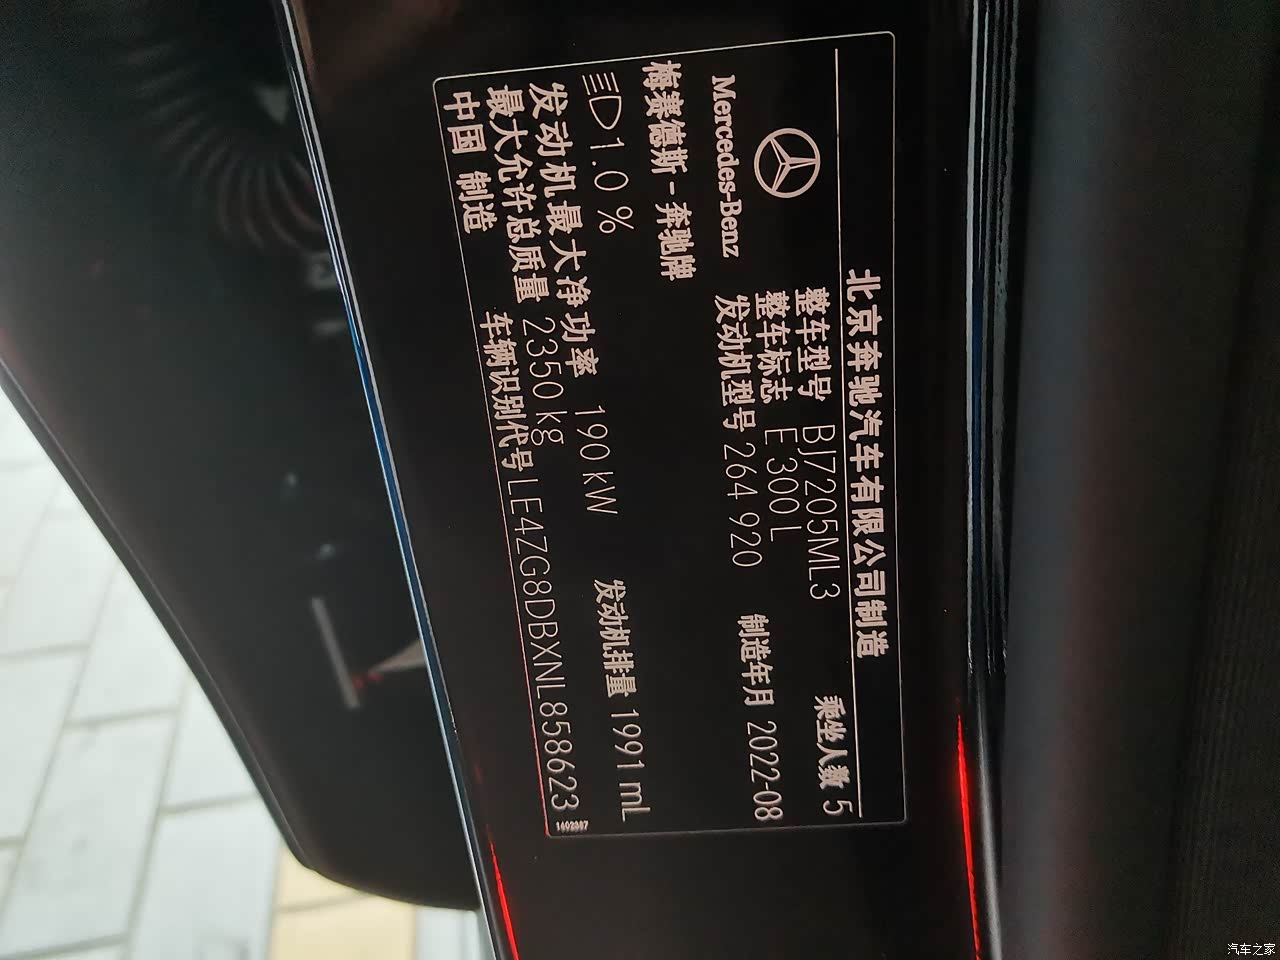 北京奔驰汽车有限公司制造
Mercedes-Benz
梅赛德斯-奔驰牌
整车型号 BJ7205ML3 乘坐人数 5
整车标志 E 300 L
发动机型号 264 920 制造年月 2022-08
1.0 %
发动机最大净功率 190 kW 发动机排量 1991 mL
最大允许总质量 2350 kg
中国 制造 车辆识别代号 LE4ZG8DBXNL858623
1402387
汽车之家